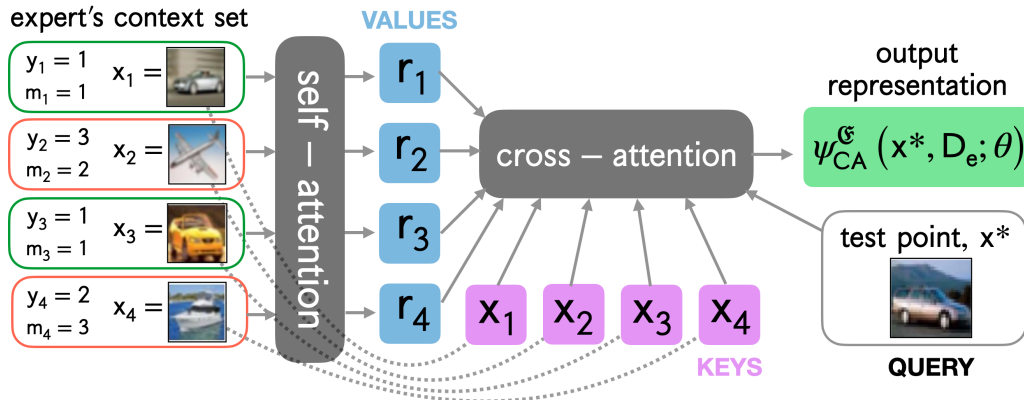 expert's context set
y₁ = 1
m₁ = 1
x₁ =
y₂ = 3
m₂ = 2
x₂ =
y₃ = 1
m₃ = 1
x₃ =
y₄ = 2
m₄ = 3
x₄ =
self – attention
VALUES
r₁
r₂
r₃
r₄
cross – attention
x₁
x₂
x₃
x₄
KEYS
output
representation
ψ_CA^𝕰 (x*, Dₑ; θ)
test point, x*
QUERY